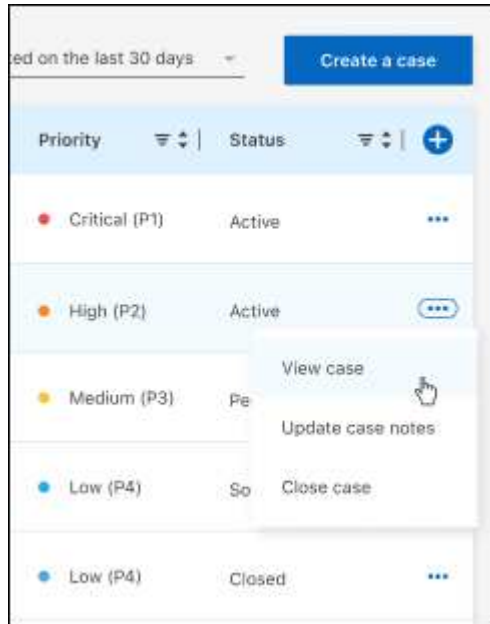 ed on the last 30 days
Create a case
Priority Status
Critical (P1) Active
High (P2) Active
View case
Medium (P3) Pe
Update case notes
Low (P4) So Close case
Low (P4) Closed